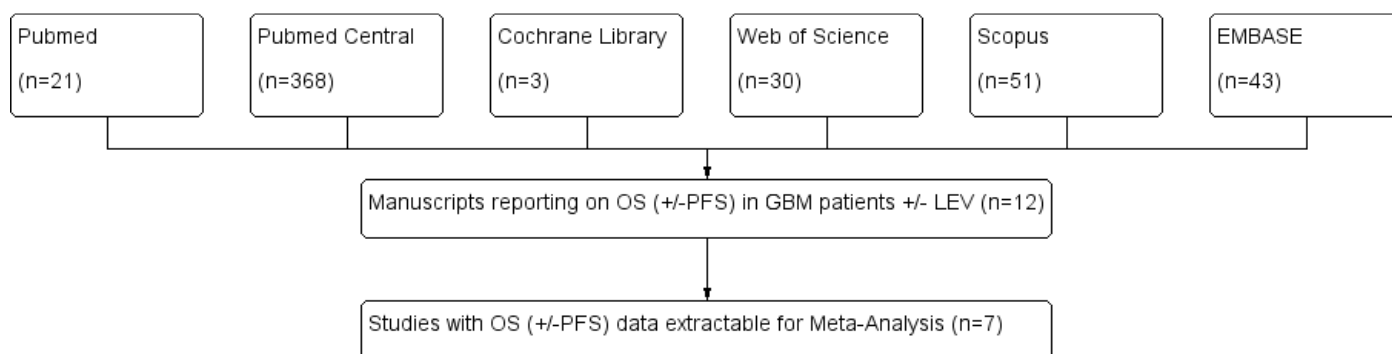 Pubmed
(n=21)
Pubmed Central
(n=368)
Cochrane Library
(n=3)
Web of Science
(n=30)
Scopus
(n=51)
EMBASE
(n=43)
Manuscripts reporting on OS (+/-PFS) in GBM patients +/- LEV (n=12)
Studies with OS (+/-PFS) data extractable for Meta-Analysis (n=7)